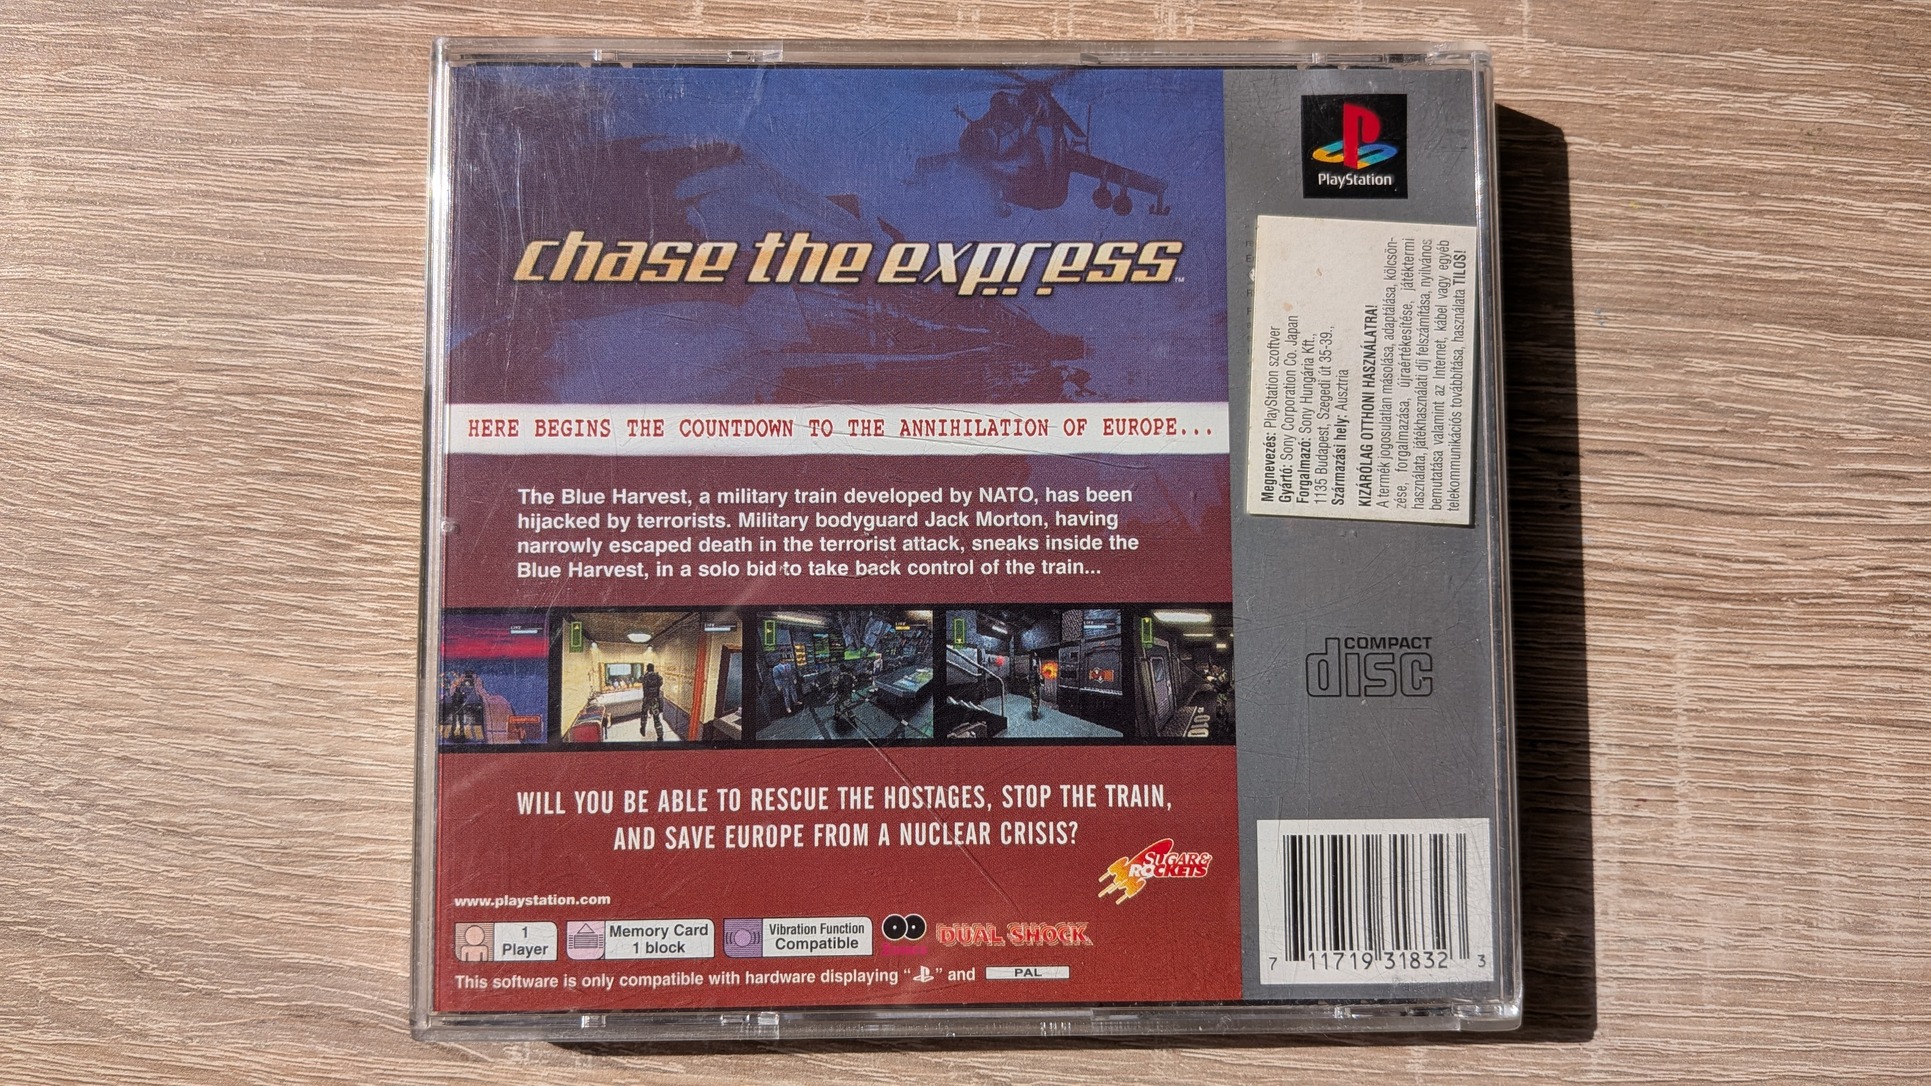 PlayStation
chase the express™
HERE BEGINS THE COUNTDOWN TO THE ANNIHILATION OF EUROPE...
The Blue Harvest, a military train developed by NATO, has been
hijacked by terrorists. Military bodyguard Jack Morton, having
narrowly escaped death in the terrorist attack, sneaks inside the
Blue Harvest, in a solo bid to take back control of the train...
WILL YOU BE ABLE TO RESCUE THE HOSTAGES, STOP THE TRAIN,
AND SAVE EUROPE FROM A NUCLEAR CRISIS?
SUGAR &
ROCKETS
www.playstation.com
1
Player
Memory Card
1 block
Vibration Function
Compatible
DUAL SHOCK
This software is only compatible with hardware displaying “ ” and PAL
Megnevezés: PlayStation szoftver
Gyártó: Sony Corporation Co. Japan
Forgalmazó: Sony Hungária Kft.,
1135 Budapest, Szegedi út 35-39.,
Származási hely: Ausztria
KIZÁRÓLAG OTTHONI HASZNÁLATRA!
A termék jogosulatlan másolása, adaptálása, kölcsön-
zése, forgalmazása, újraértékesítése, játéktermi
használata, játékhasználati díj felszámítása, nyilvános
bemutatása valamint az Internet, kábel vagy egyéb
telekommunikációs továbbítása, használata TILOS!
COMPACT
disc
7 11719 31832 3